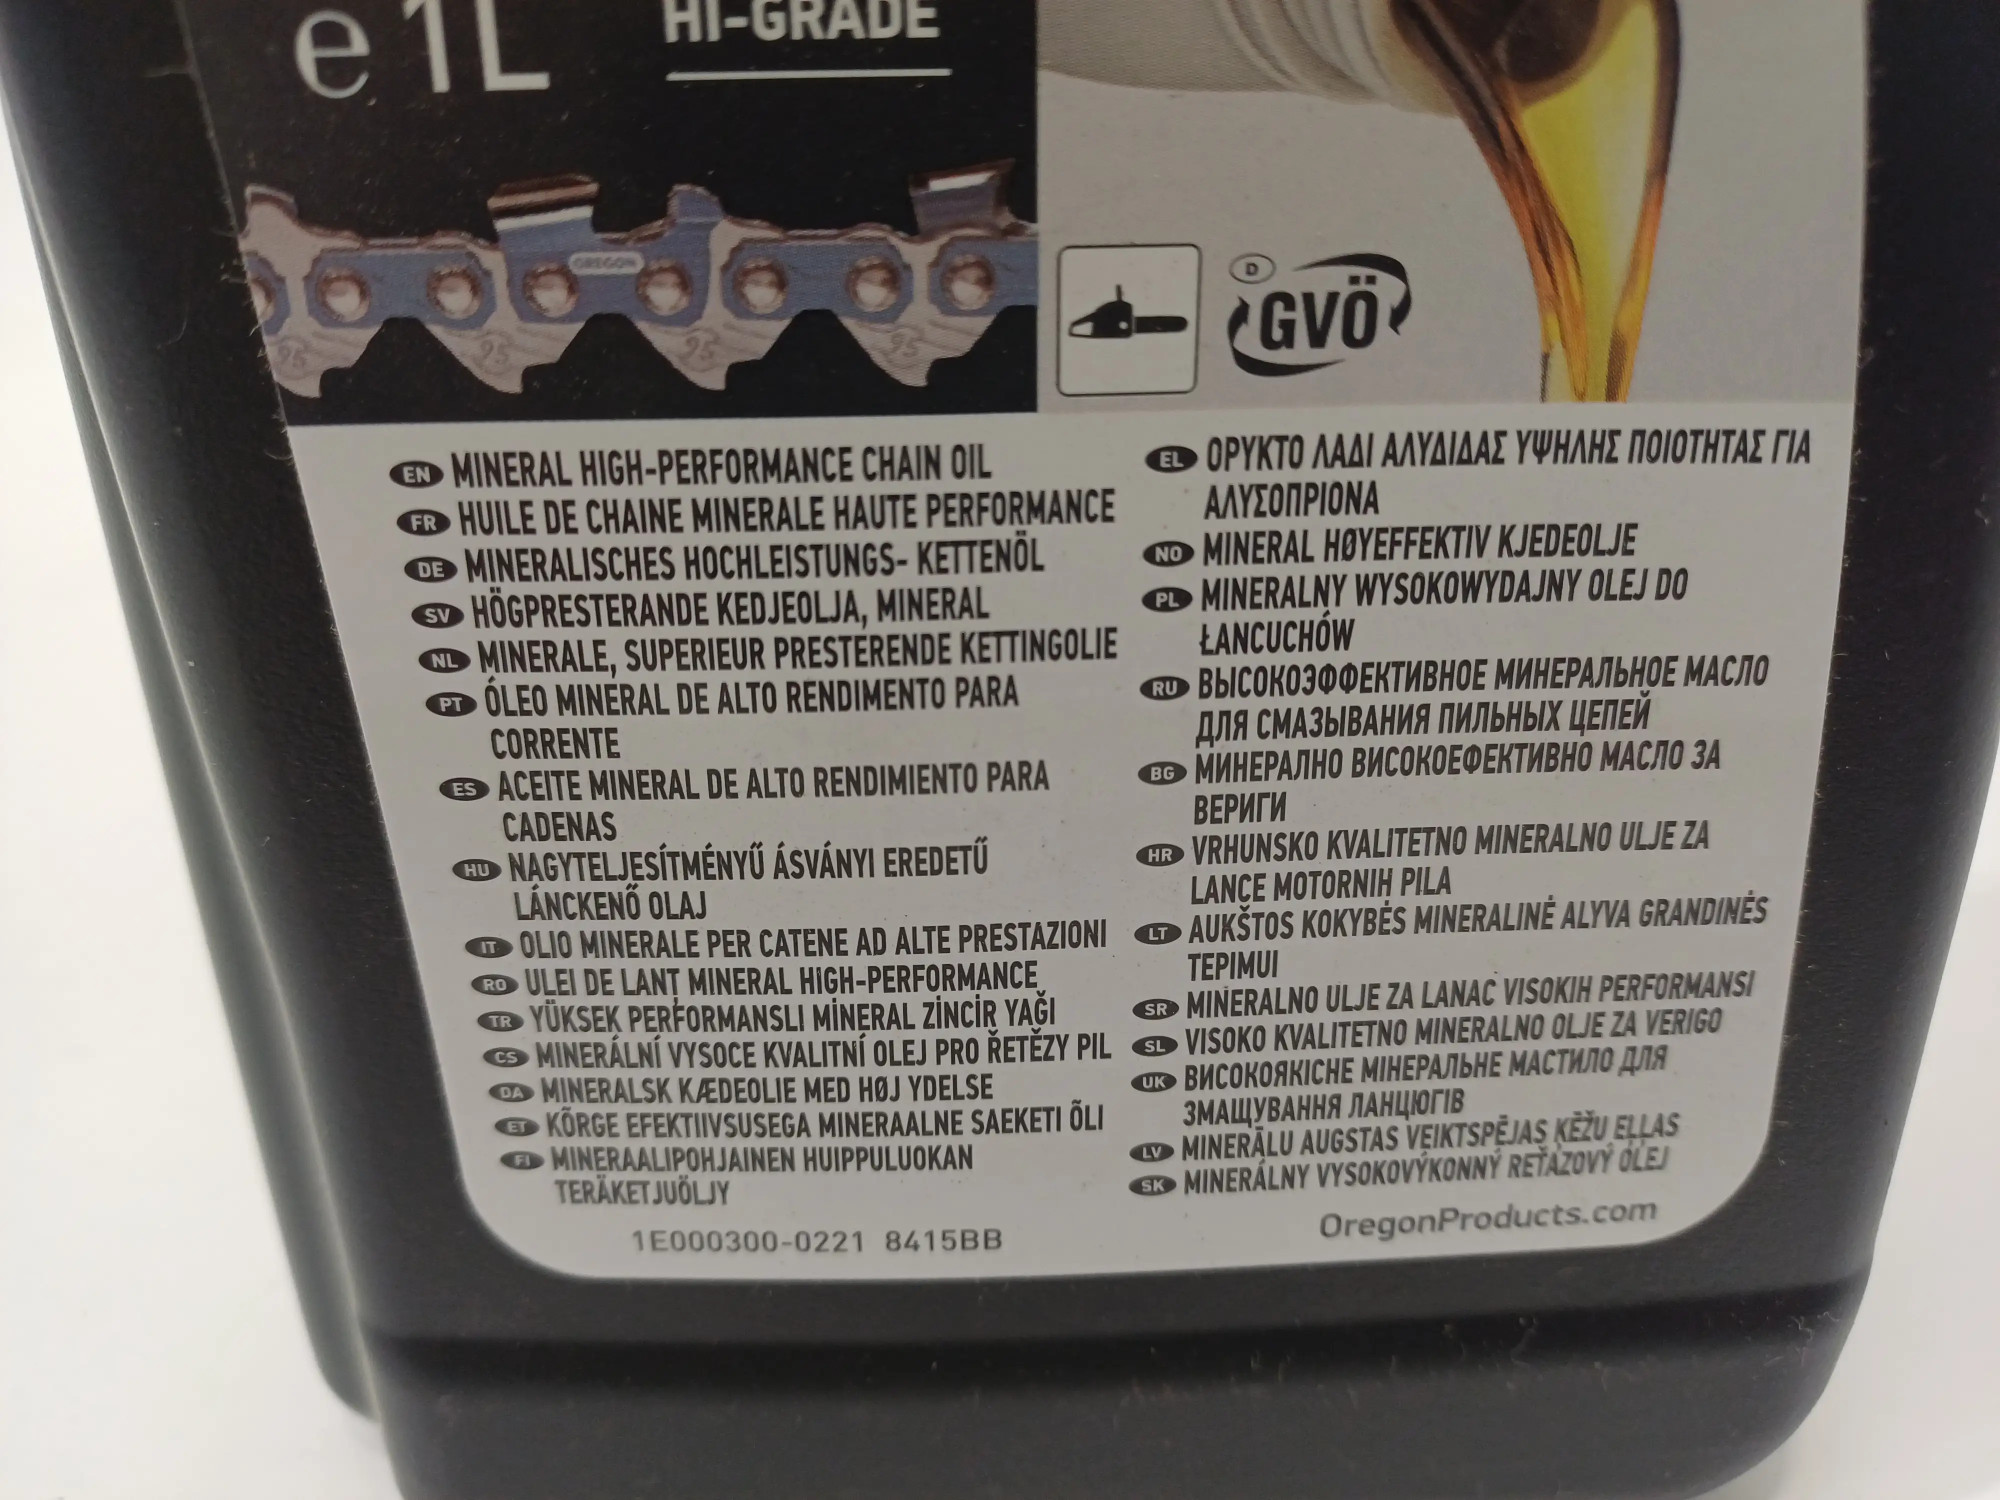 e 1L
HI-GRADE
OREGON
95
95
95
95
D
GVÖ
EN MINERAL HIGH-PERFORMANCE CHAIN OIL
FR HUILE DE CHAINE MINERALE HAUTE PERFORMANCE
DE MINERALISCHES HOCHLEISTUNGS- KETTENÖL
SV HÖGPRESTERANDE KEDJEOLJA, MINERAL
NL MINERALE, SUPERIEUR PRESTERENDE KETTINGOLIE
PT ÓLEO MINERAL DE ALTO RENDIMENTO PARA
CORRENTE
ES ACEITE MINERAL DE ALTO RENDIMIENTO PARA
CADENAS
HU NAGYTELJESÍTMÉNYŰ ÁSVÁNYI EREDETŰ
LÁNCKENŐ OLAJ
IT OLIO MINERALE PER CATENE AD ALTE PRESTAZIONI
RO ULEI DE LANȚ MINERAL HIGH-PERFORMANCE
TR YÜKSEK PERFORMANSLI MİNERAL ZİNCİR YAĞI
CS MINERÁLNÍ VYSOCE KVALITNÍ OLEJ PRO ŘETĚZY PIL
DA MINERALSK KÆDEOLIE MED HØJ YDELSE
ET KÕRGE EFEKTIIVSUSEGA MINERAALNE SAEKETI ÕLI
FI MINERAALIPOHJAINEN HUIPPULUOKAN
TERÄKETJUÖLJY
1E000300-0221 8415BB
EL ΟΡΥΚΤΟ ΛΑΔΙ ΑΛΥΔΙΔΑΣ ΥΨΗΛΗΣ ΠΟΙΟΤΗΤΑΣ ΓΙΑ
ΑΛΥΣΟΠΡΙΟΝΑ
NO MINERAL HØYEFFEKTIV KJEDEOLJE
PL MINERALNY WYSOKOWYDAJNY OLEJ DO
ŁANCUCHÓW
RU ВЫСОКОЭФФЕКТИВНОЕ МИНЕРАЛЬНОЕ МАСЛО
ДЛЯ СМАЗЫВАНИЯ ПИЛЬНЫХ ЦЕПЕЙ
BG МИНЕРАЛНО ВИСОКОЕФЕКТИВНО МАСЛО ЗА
ВЕРИГИ
HR VRHUNSKO KVALITETNO MINERALNO ULJE ZA
LANCE MOTORNIH PILA
LT AUKŠTOS KOKYBĖS MINERALINĖ ALYVA GRANDINĖS
TEPIMUI
SR MINERALNO ULJE ZA LANAC VISOKIH PERFORMANSI
SL VISOKO KVALITETNO MINERALNO OLJE ZA VERIGO
UK ВИСОКОЯКІСНЕ МІНЕРАЛЬНЕ МАСТИЛО ДЛЯ
ЗМАЩУВАННЯ ЛАНЦЮГІВ
LV MINERĀLU AUGSTAS VEIKTSPĒJAS ĶĒŽU EĻĻAS
SK MINERÁLNY VYSOKOVÝKONNÝ REŤAZOVÝ OLEJ
OregonProducts.com